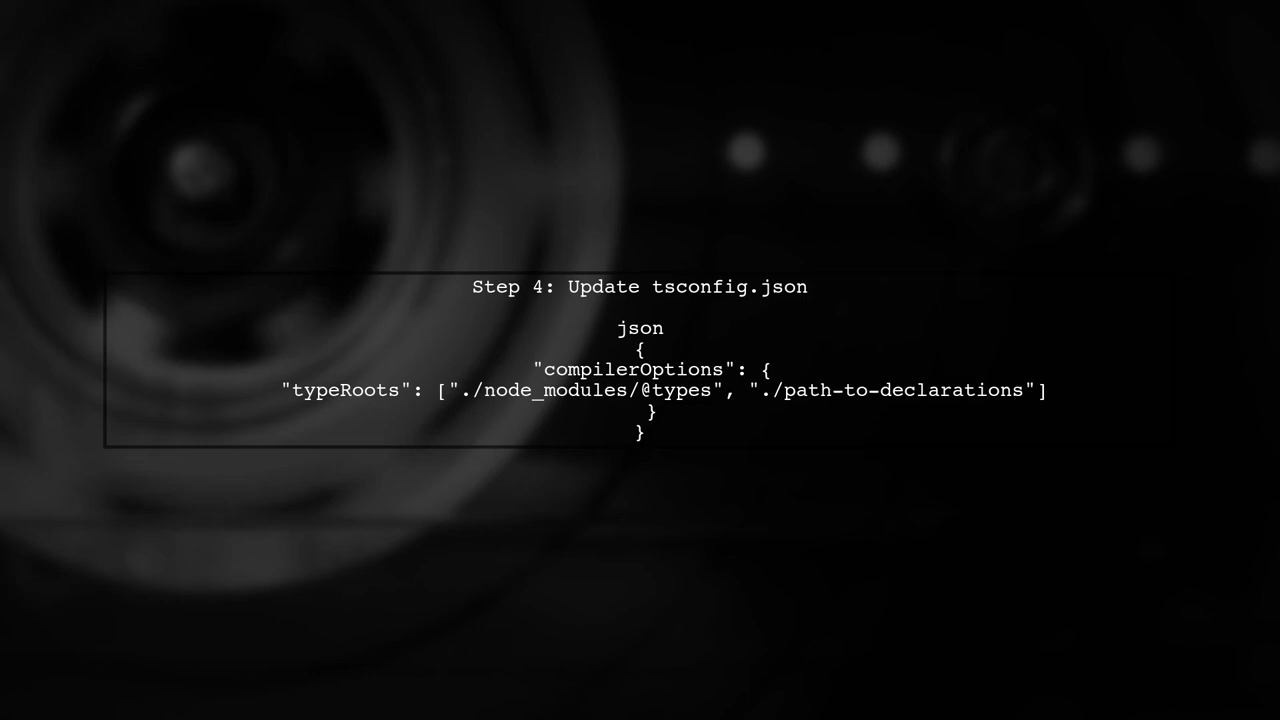 Step 4: Update tsconfig.json
json
{
"compilerOptions": {
"typeRoots": ["./node_modules/@types", "./path-to-declarations"]
}
}